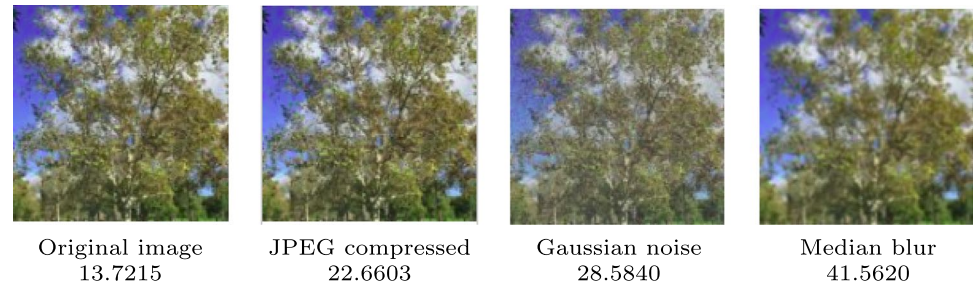 Original image
13.7215
JPEG compressed
22.6603
Gaussian noise
28.5840
Median blur
41.5620